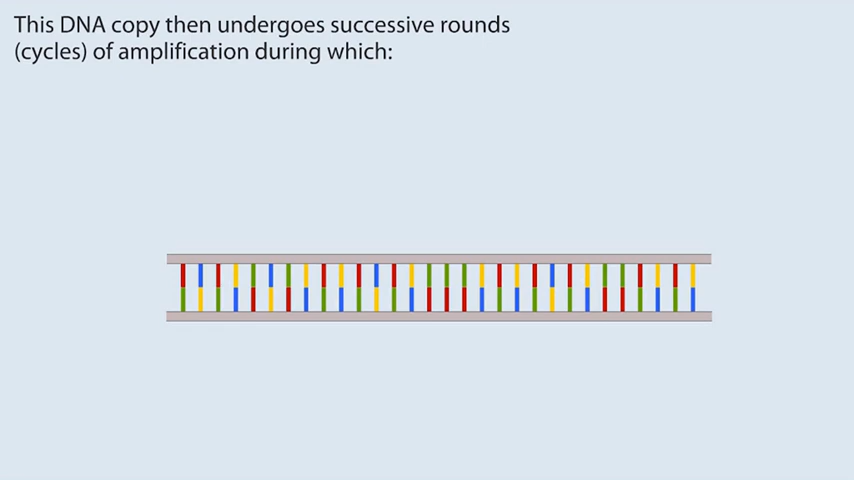 This DNA copy then undergoes successive rounds
(cycles) of amplification during which: